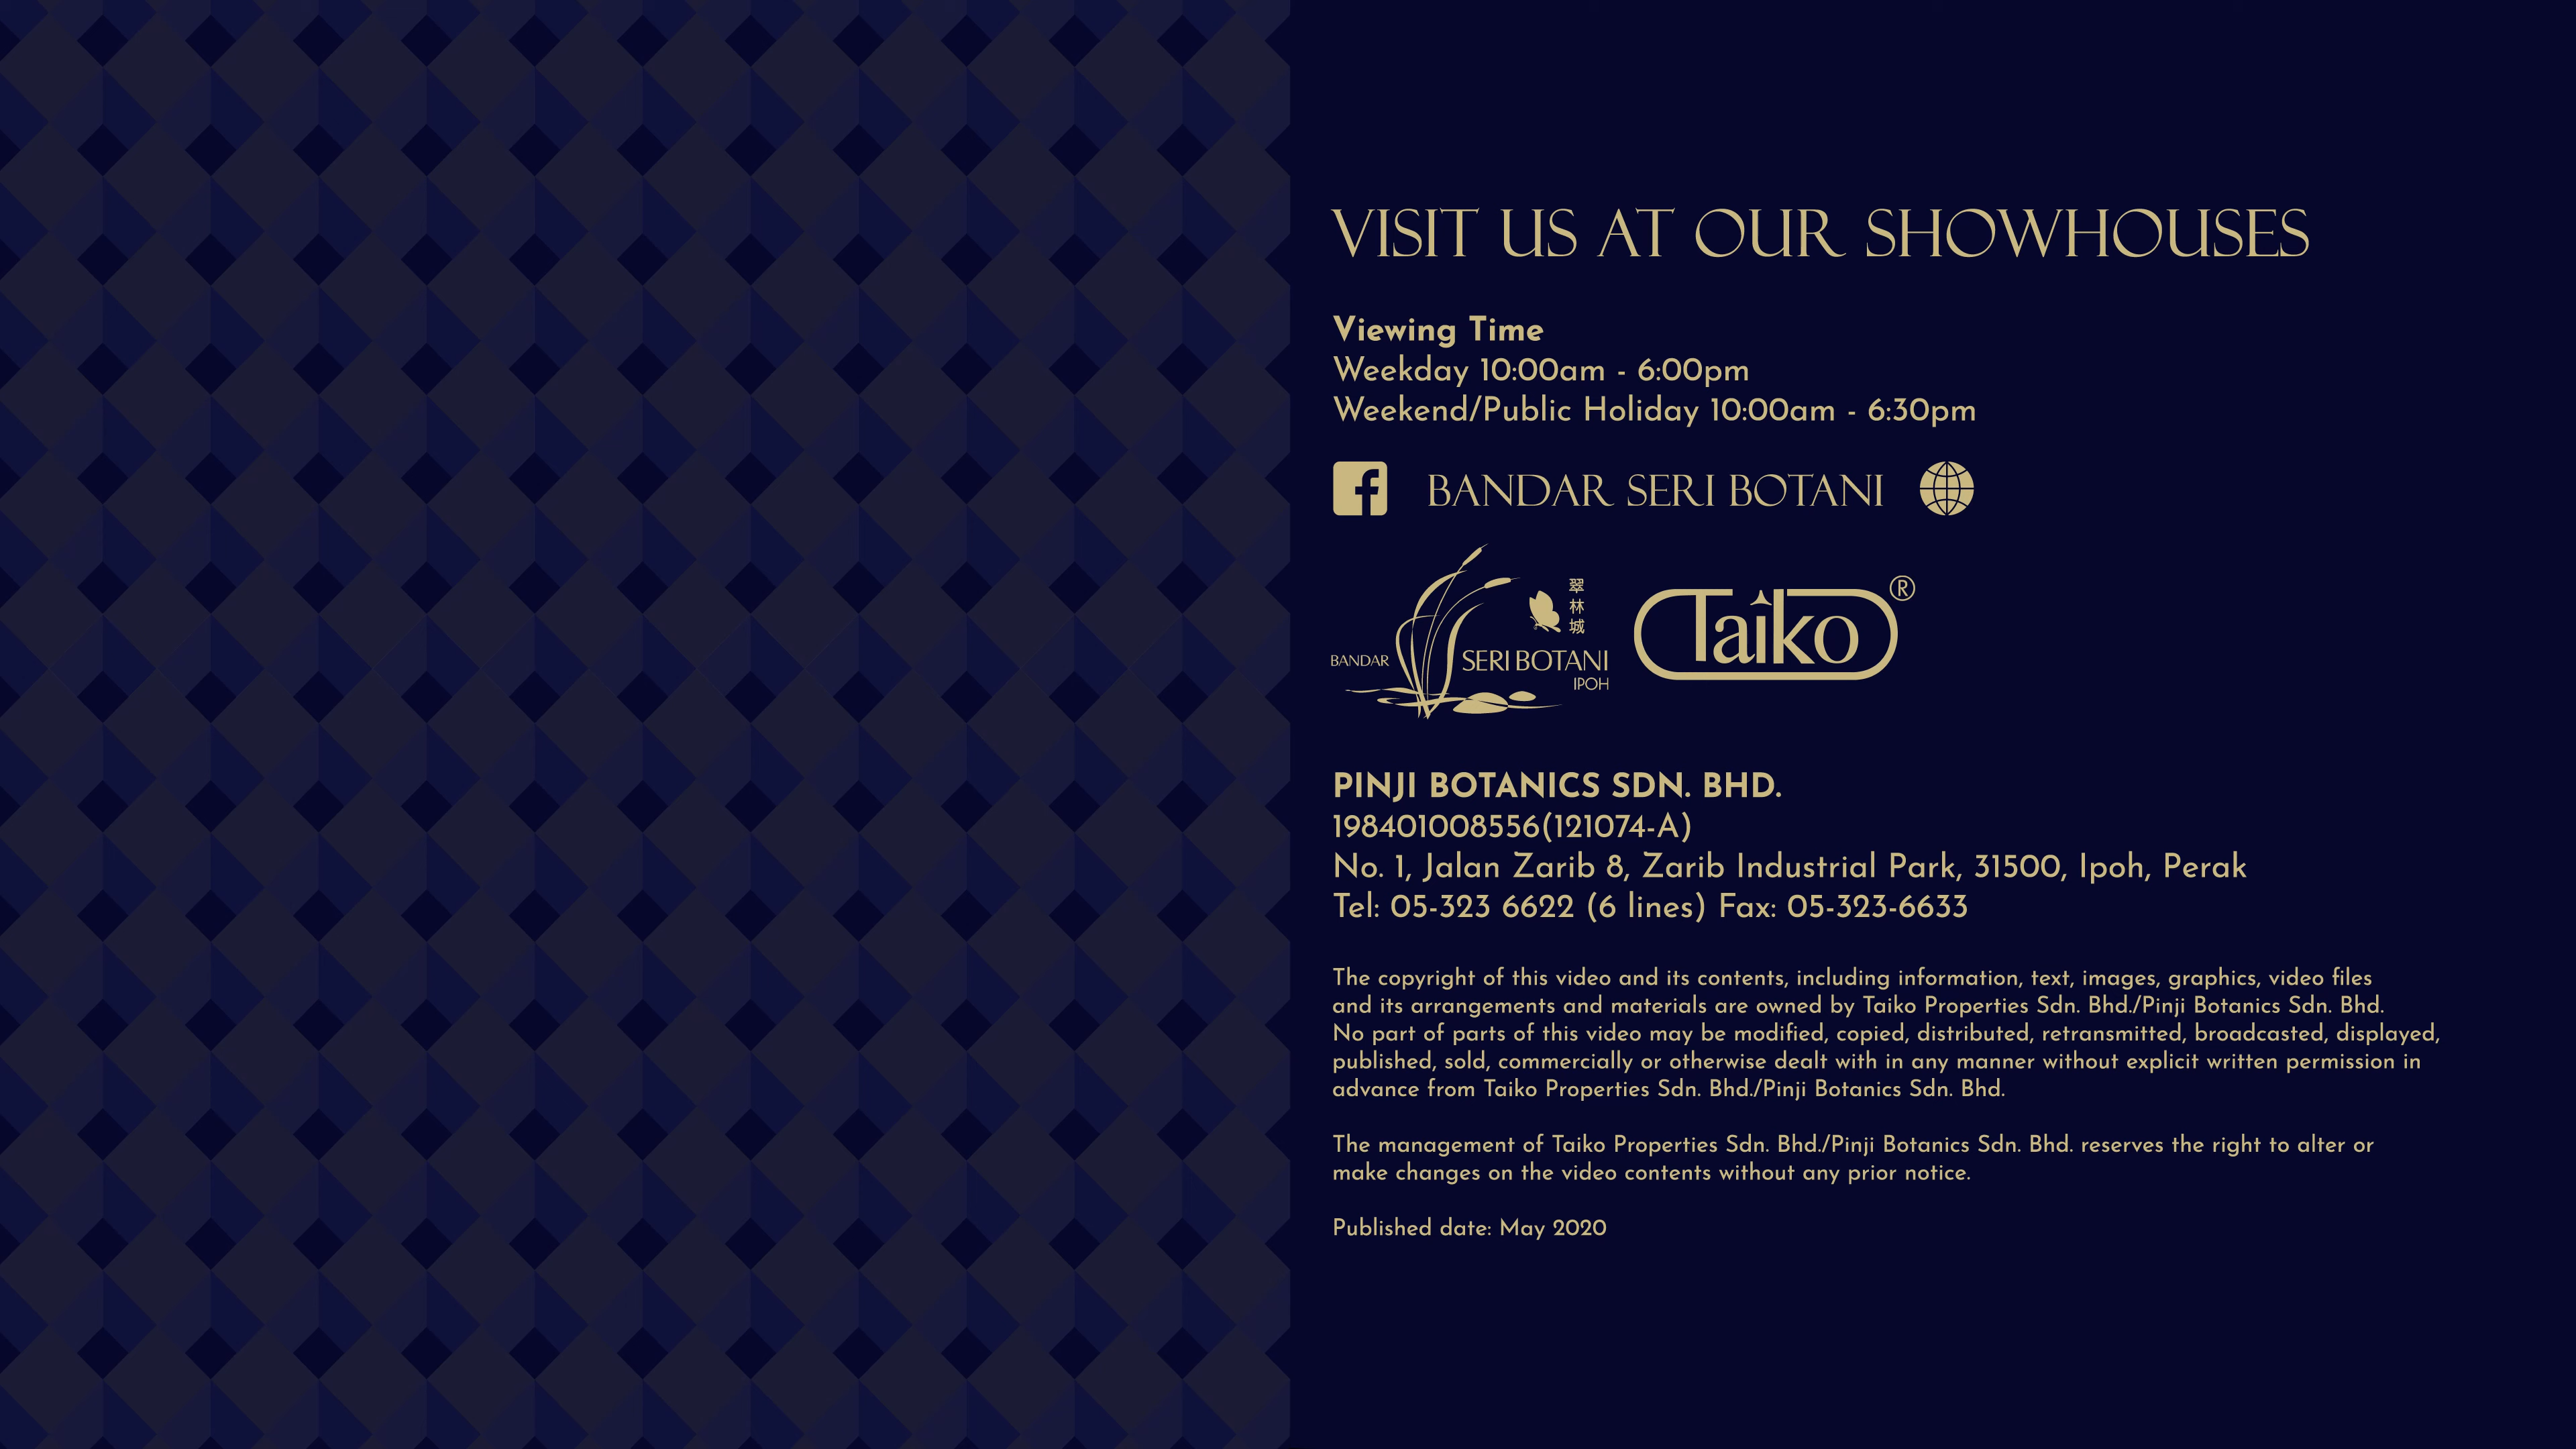 VISIT US AT OUR SHOWHOUSES
Viewing Time
Weekday 10:00am - 6:00pm
Weekend/Public Holiday 10:00am - 6:30pm
BANDAR SERI BOTANI
翠林城
BANDAR SERI BOTANI
IPOH
Taiko®
PINJI BOTANICS SDN. BHD.
198401008556(121074-A)
No. 1, Jalan Zarib 8, Zarib Industrial Park, 31500, Ipoh, Perak
Tel: 05-323 6622 (6 lines) Fax: 05-323-6633
The copyright of this video and its contents, including information, text, images, graphics, video files
and its arrangements and materials are owned by Taiko Properties Sdn. Bhd./Pinji Botanics Sdn. Bhd.
No part of parts of this video may be modified, copied, distributed, retransmitted, broadcasted, displayed,
published, sold, commercially or otherwise dealt with in any manner without explicit written permission in
advance from Taiko Properties Sdn. Bhd./Pinji Botanics Sdn. Bhd.
The management of Taiko Properties Sdn. Bhd./Pinji Botanics Sdn. Bhd. reserves the right to alter or
make changes on the video contents without any prior notice.
Published date: May 2020